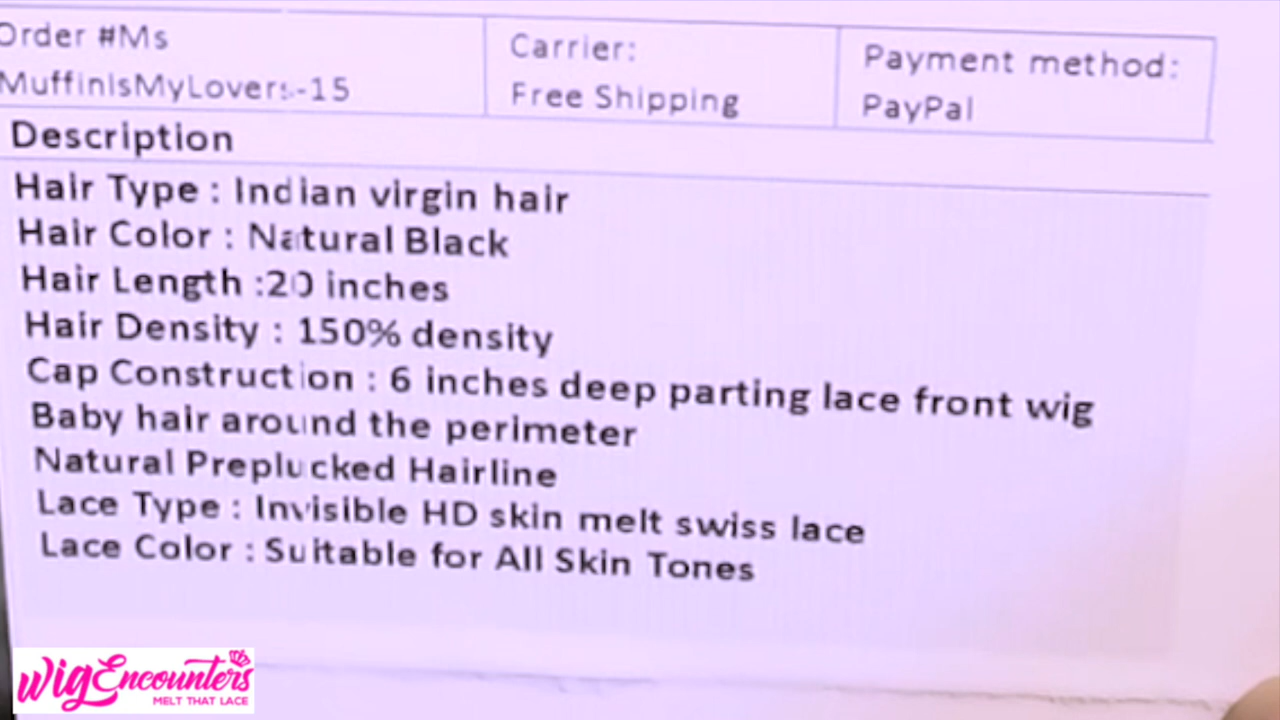 Order #Ms
MuffinIsMyLovers-15
Carrier:
Free Shipping
Payment method:
PayPal
Description
Hair Type : Indian virgin hair
Hair Color : Natural Black
Hair Length :20 inches
Hair Density : 150% density
Cap Construction : 6 inches deep parting lace front wig
Baby hair around the perimeter
Natural Preplucked Hairline
Lace Type : Invisible HD skin melt swiss lace
Lace Color : Suitable for All Skin Tones
WigEncounters
MELT THAT LACE